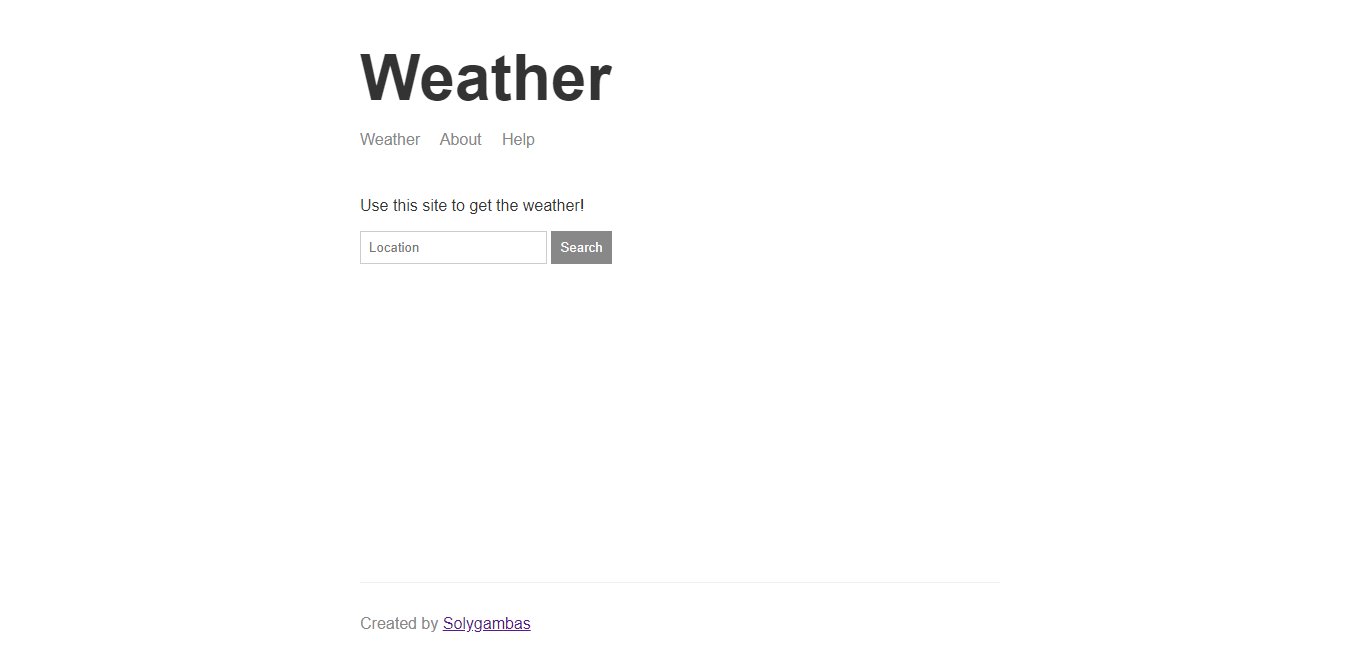 Weather
Weather About Help
Use this site to get the weather!
Location Search
Created by Solygambas